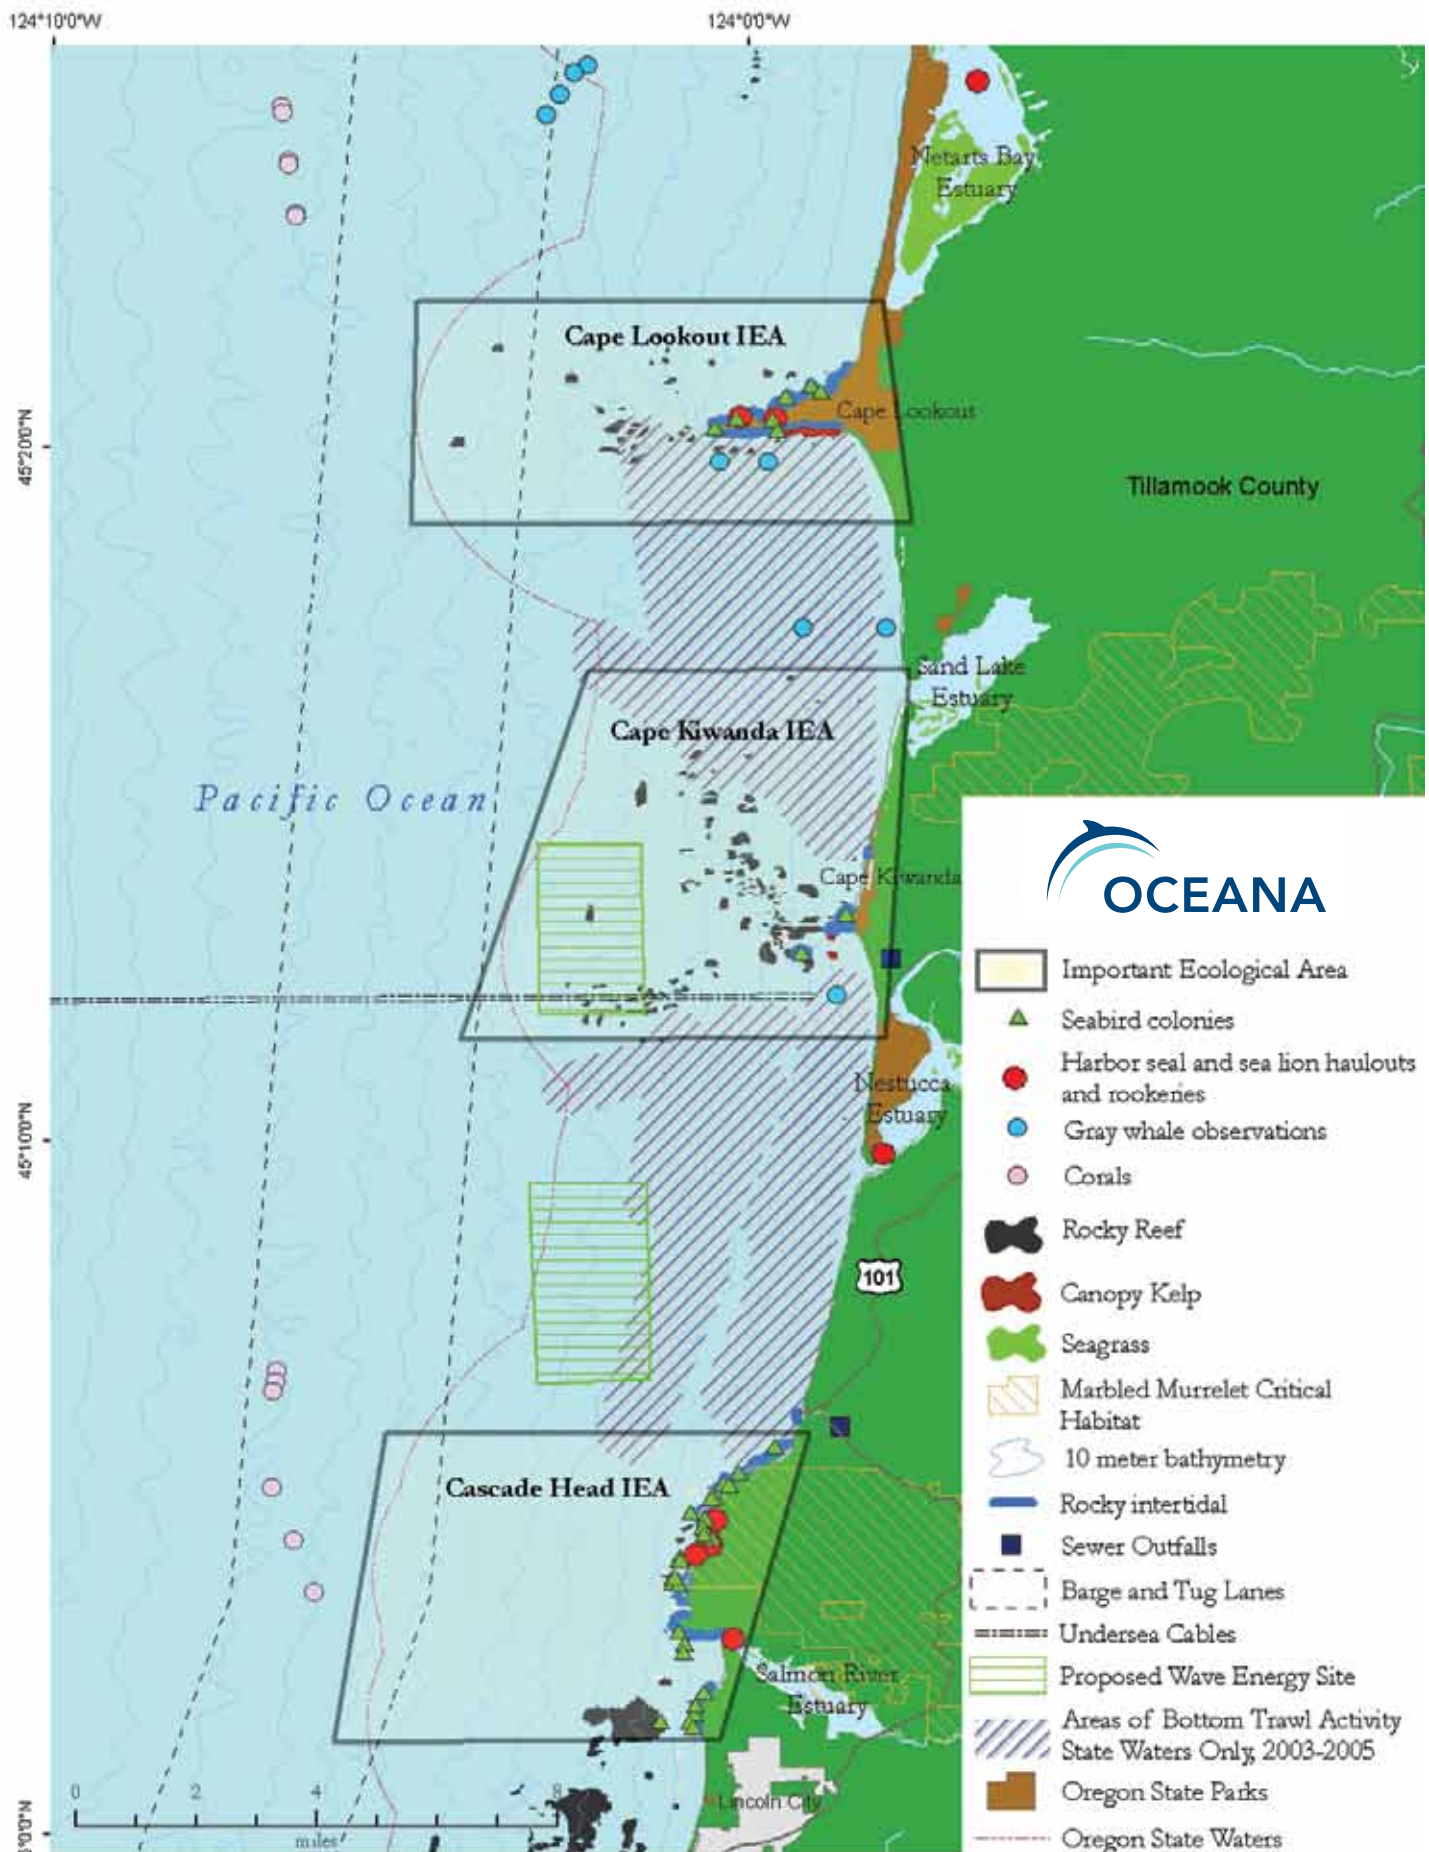 124°10'0"W
124°0'0"W
Netarts Bay
Estuary
Cape Lookout IEA
Cape Lookout
45°20'0"N
Tillamook County
Sand Lake
Estuary
Cape Kiwanda IEA
Pacific Ocean
Cape Kiwanda
Nestucca
Estuary
45°10'0"N
101
Cascade Head IEA
Salmon River
Estuary
Lincoln City
0 2 4 8
miles
OCEANA
Important Ecological Area
Seabird colonies
Harbor seal and sea lion haulouts
and rookeries
Gray whale observations
Corals
Rocky Reef
Canopy Kelp
Seagrass
Marbled Murrelet Critical
Habitat
10 meter bathymetry
Rocky intertidal
Sewer Outfalls
Barge and Tug Lanes
Undersea Cables
Proposed Wave Energy Site
Areas of Bottom Trawl Activity
State Waters Only, 2003-2005
Oregon State Parks
Oregon State Waters